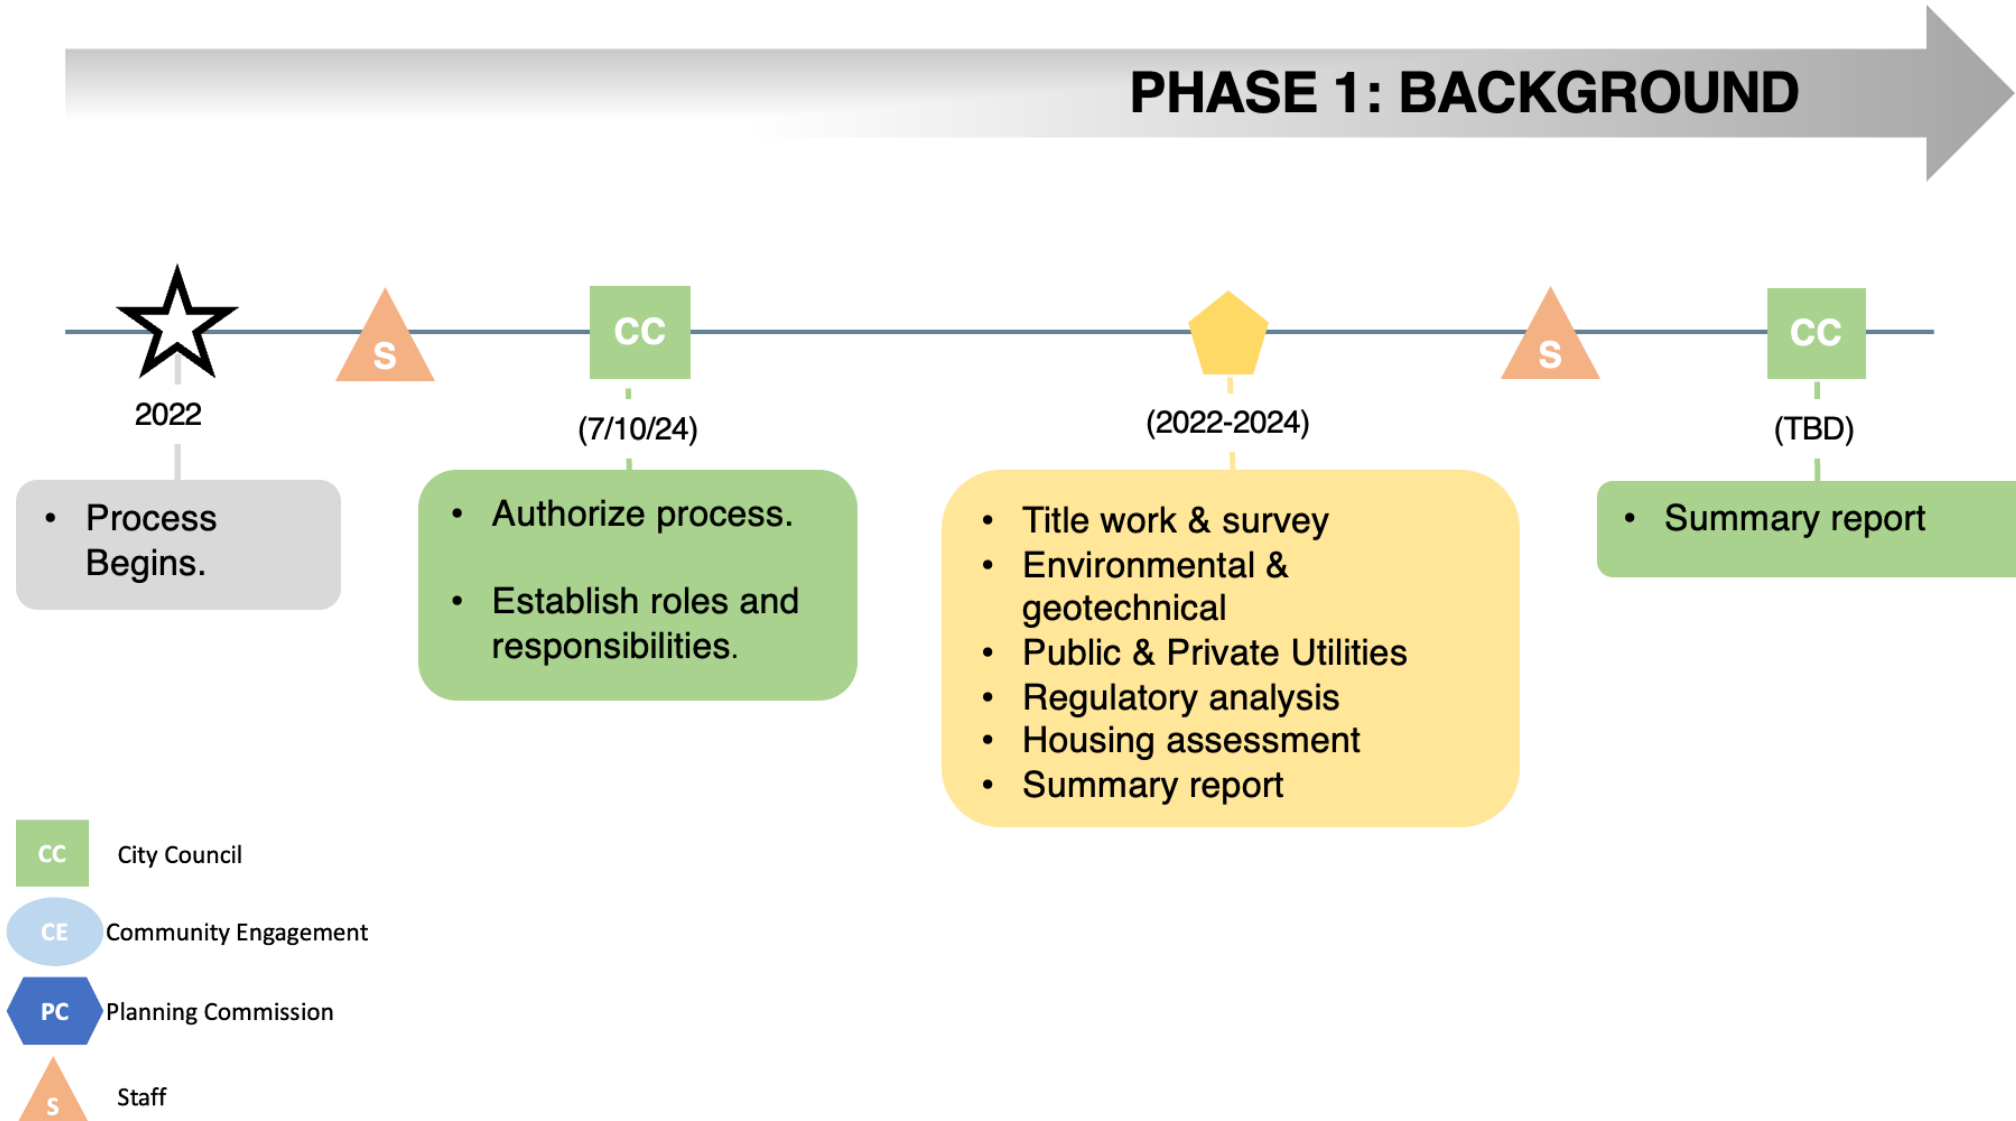 PHASE 1: BACKGROUND
S
CC
S
CC
2022
(7/10/24)
(2022-2024)
(TBD)
• Process
Begins.
• Authorize process.
• Establish roles and
responsibilities.
• Title work & survey
• Environmental &
geotechnical
• Public & Private Utilities
• Regulatory analysis
• Housing assessment
• Summary report
• Summary report
CC City Council
CE Community Engagement
PC Planning Commission
S Staff